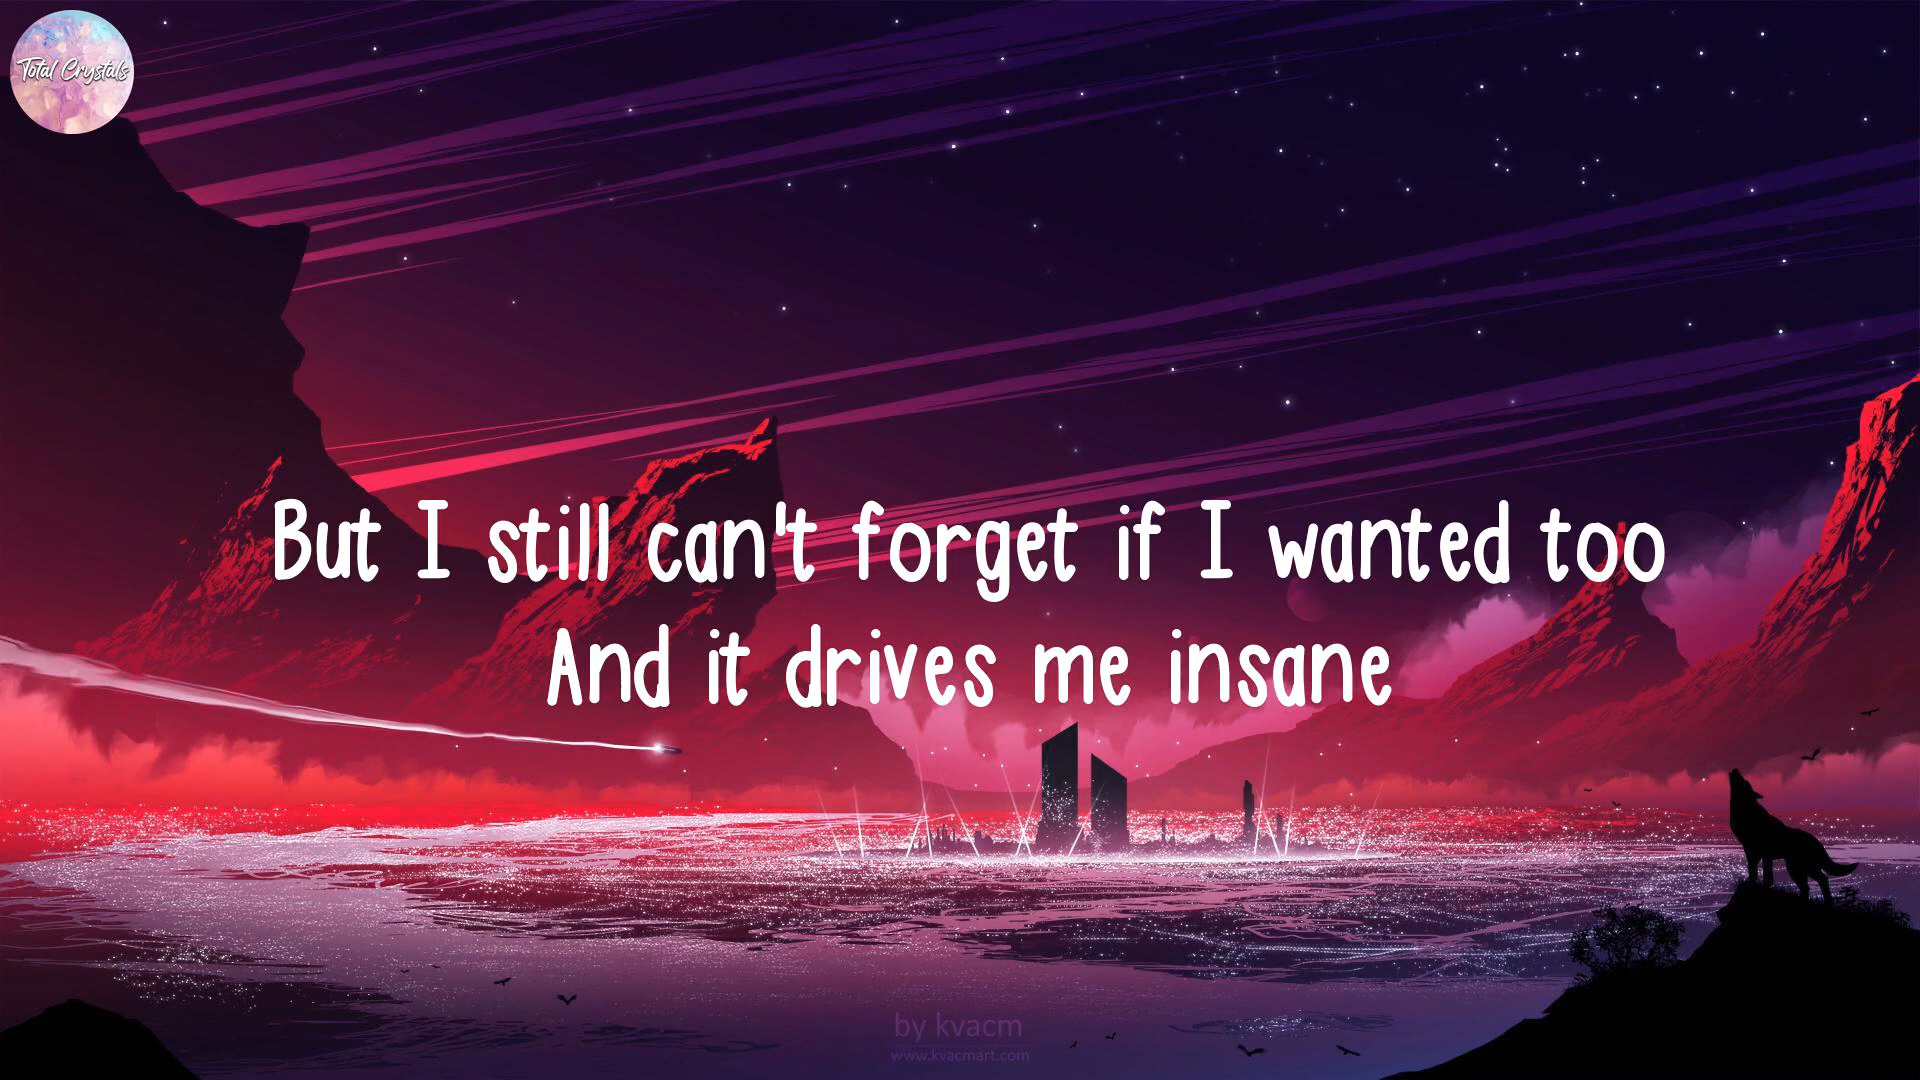 Total Crystals
But I still can't forget if I wanted too
And it drives me insane
by kvacm
www.kvacmart.com